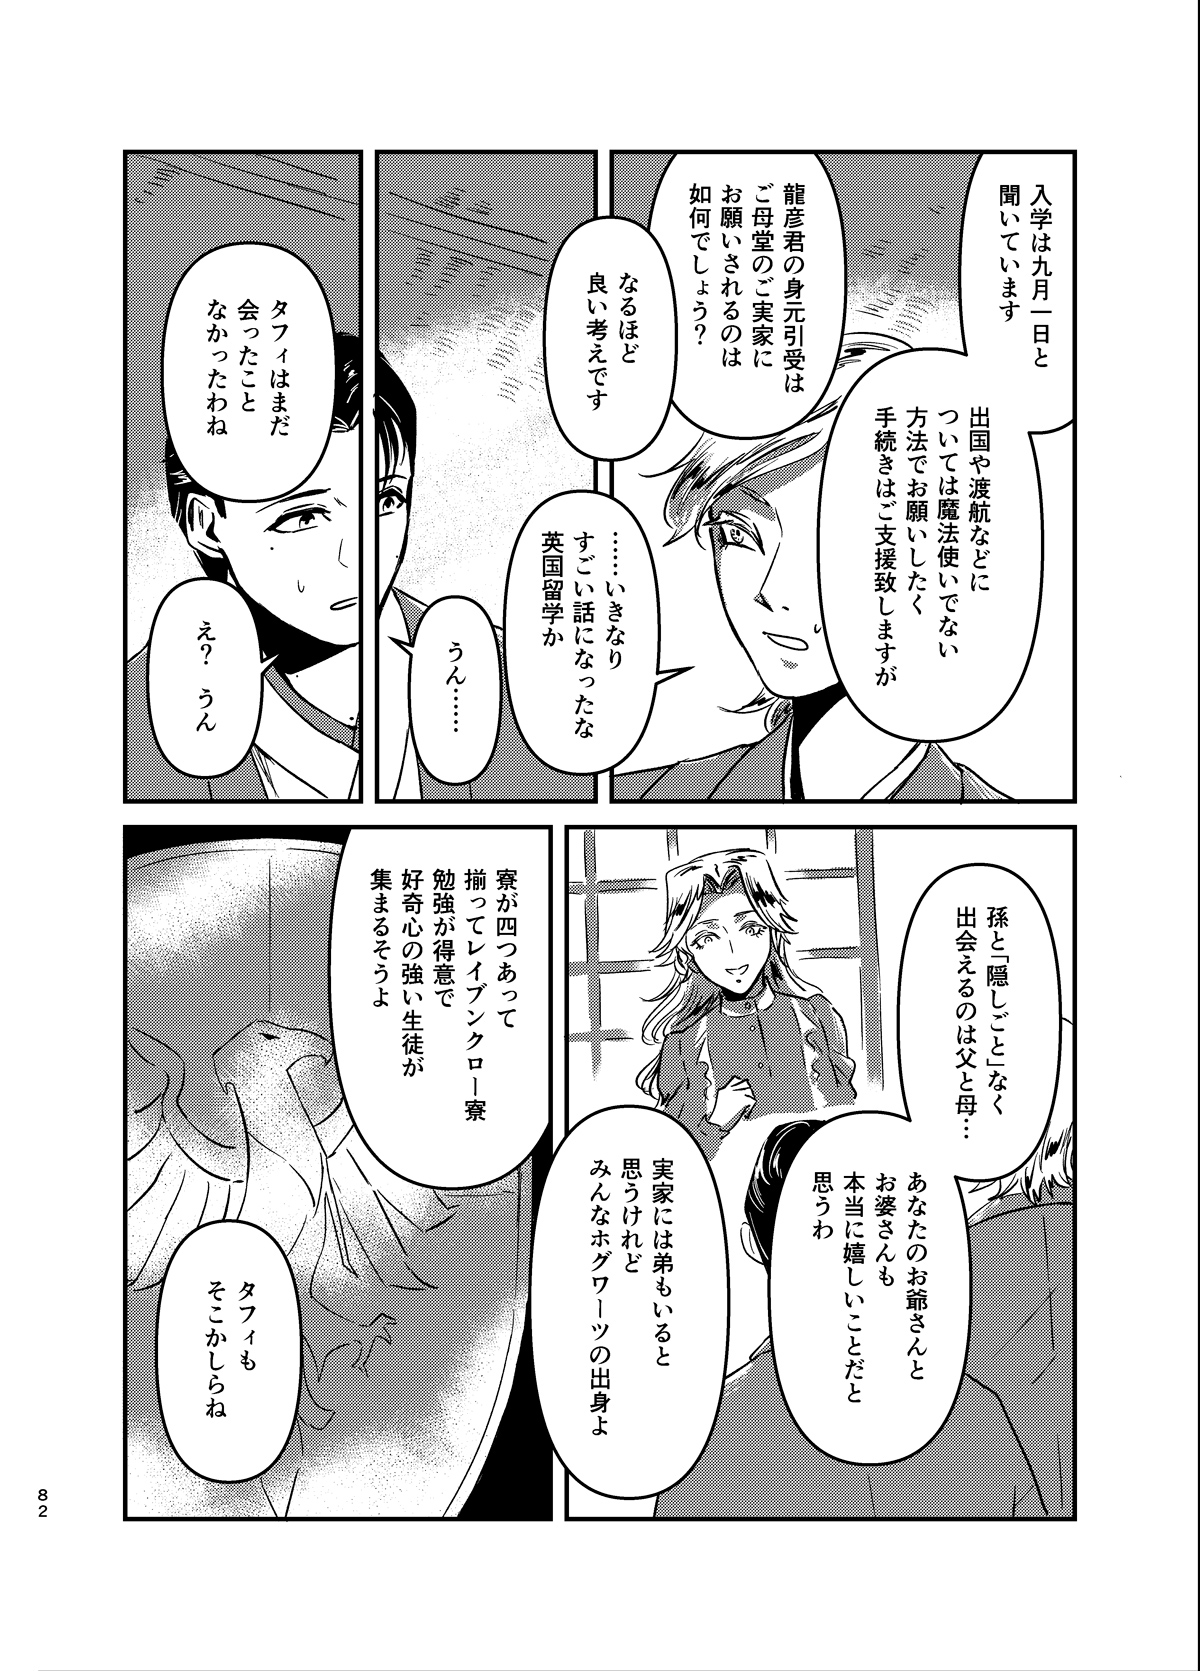 入学は九月一日と
聞いています
出国や渡航などに
ついては魔法使いでない
方法でお願いしたく
手続きはご支援致しますが
龍彦君の身元引受は
ご母堂のご実家に
お願いされるのは
如何でしょう？
なるほど
良い考えです
……いきなり
すごい話になったな
英国留学か
うん……
タフィはまだ
会ったこと
なかったわね
え？　うん
孫と「隠しごと」なく
出会えるのは父と母…
あなたのお爺さんと
お婆さんも
本当に嬉しいことだと
思うわ
実家には弟もいると
思うけれど
みんなホグワーツの出身よ
寮が四つあって
揃ってレイブンクロー寮
勉強が得意で
好奇心の強い生徒が
集まるそうよ
タフィも
そこかしらね
82